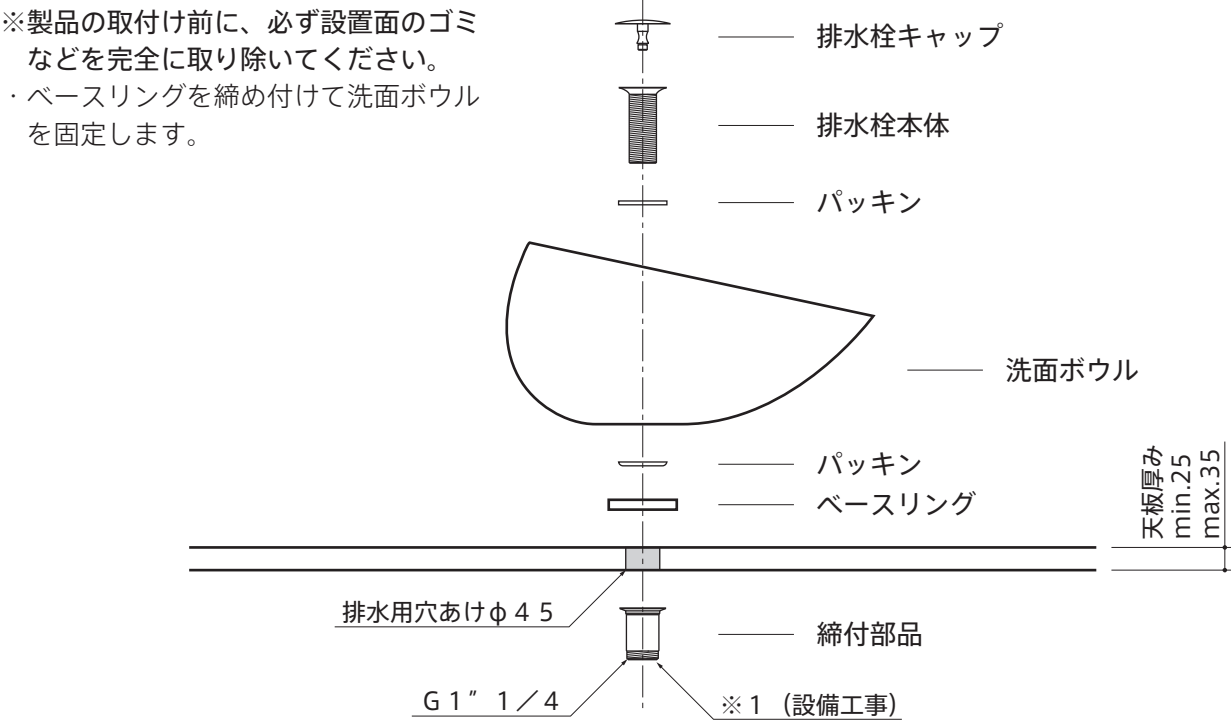 ※製品の取付け前に、必ず設置面のゴミ
などを完全に取り除いてください。
・ベースリングを締め付けて洗面ボウル
を固定します。
排水栓キャップ
排水栓本体
パッキン
洗面ボウル
パッキン
ベースリング
天板厚み
min.25
max.35
排水用穴あけφ４５
締付部品
G１”１／４
※１（設備工事）